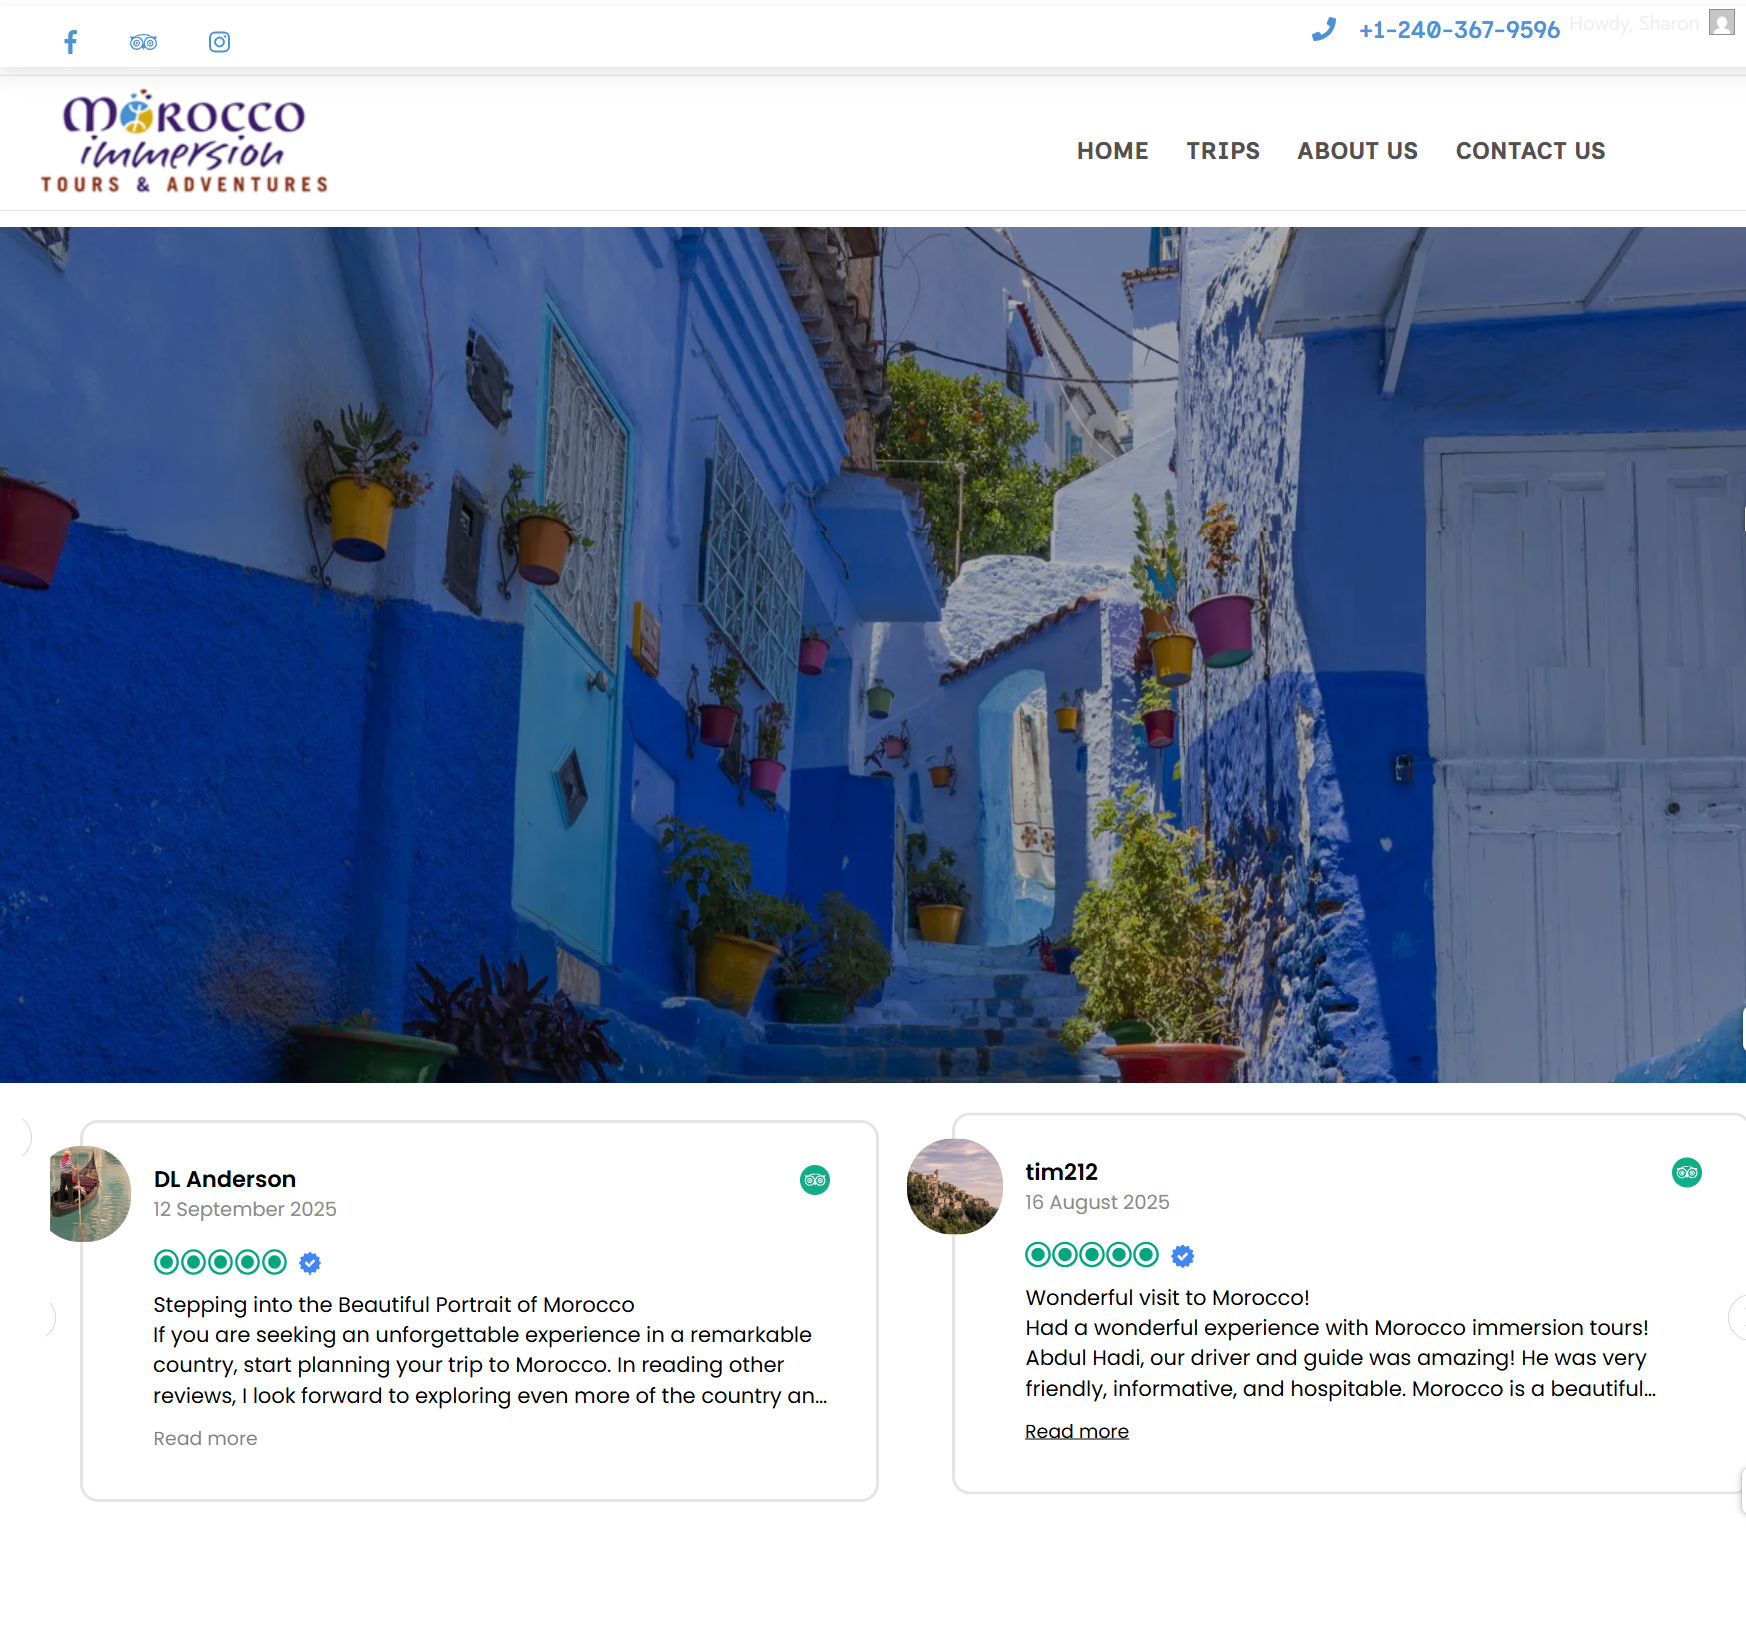 +1-240-367-9596
Howdy, Sharon
MOROCCO
immersion
TOURS & ADVENTURES
HOME TRIPS ABOUT US CONTACT US
DL Anderson
12 September 2025
Stepping into the Beautiful Portrait of Morocco
If you are seeking an unforgettable experience in a remarkable
country, start planning your trip to Morocco. In reading other
reviews, I look forward to exploring even more of the country an...
Read more
tim212
16 August 2025
Wonderful visit to Morocco!
Had a wonderful experience with Morocco immersion tours!
Abdul Hadi, our driver and guide was amazing! He was very
friendly, informative, and hospitable. Morocco is a beautiful...
Read more